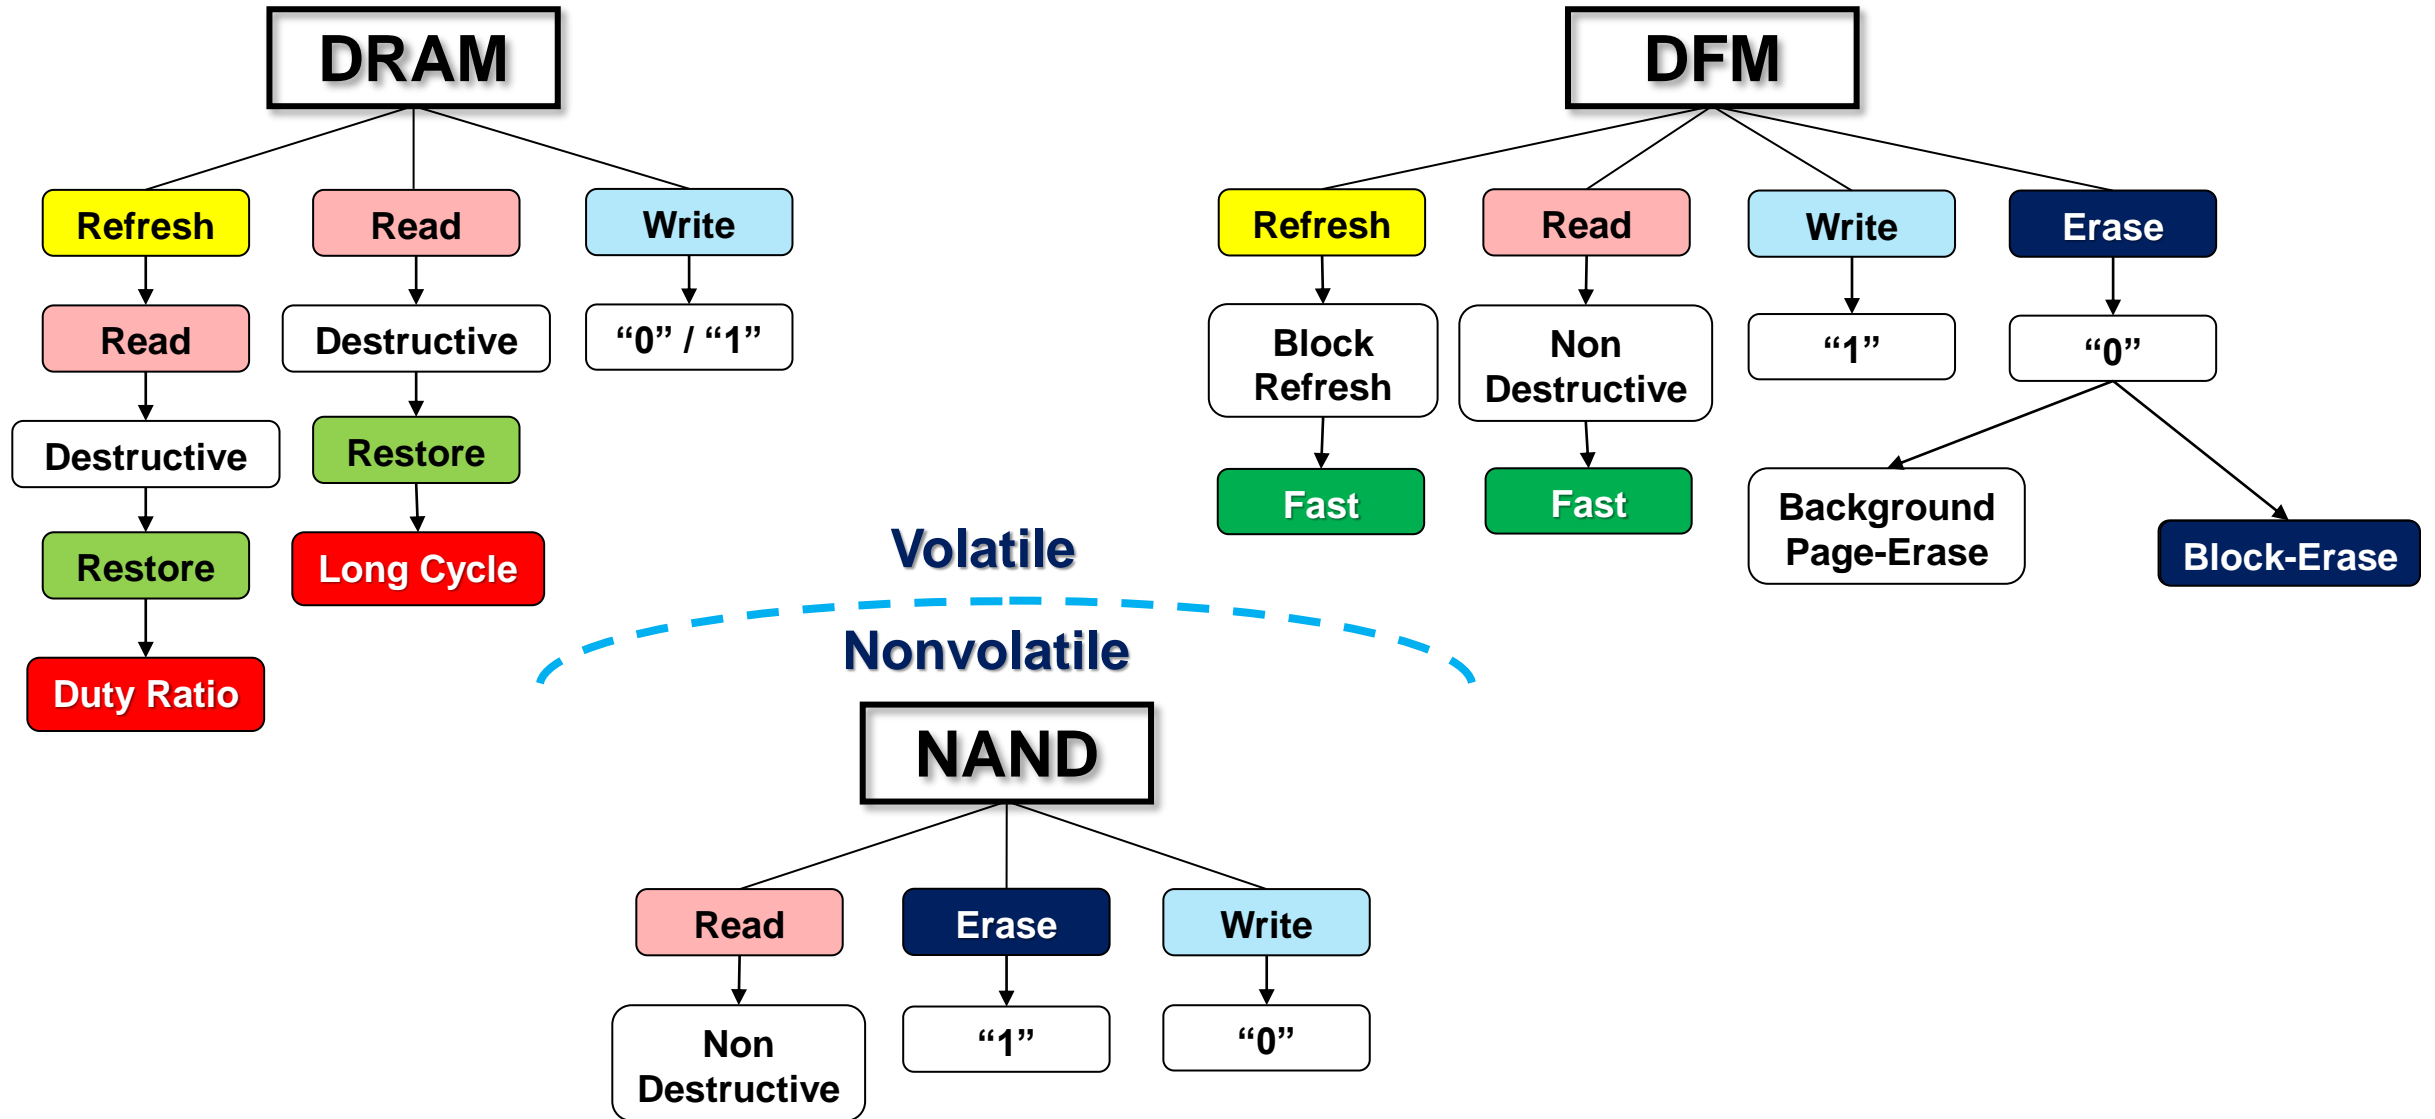 DRAM
Refresh
Read
Destructive
Restore
Duty Ratio
Read
Destructive
Restore
Long Cycle
Write
“0” / “1”
DFM
Refresh
Block
Refresh
Fast
Read
Non
Destructive
Fast
Write
“1”
Erase
“0”
Background
Page-Erase
Block-Erase
Volatile
Nonvolatile
NAND
Read
Non
Destructive
Erase
“1”
Write
“0”